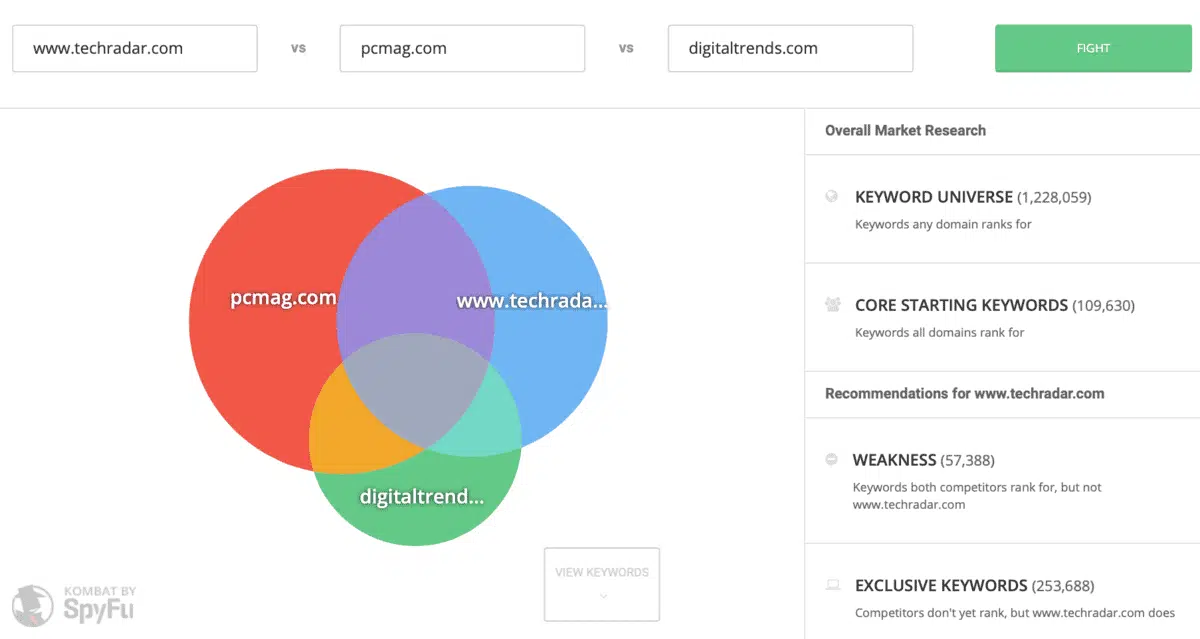 www.techradar.com vs pcmag.com vs digitaltrends.com FIGHT
pcmag.com
www.techrada...
digitaltrend...
VIEW KEYWORDS
KOMBAT BY
SpyFu
Overall Market Research
KEYWORD UNIVERSE (1,228,059)
Keywords any domain ranks for
CORE STARTING KEYWORDS (109,630)
Keywords all domains rank for
Recommendations for www.techradar.com
WEAKNESS (57,388)
Keywords both competitors rank for, but not
www.techradar.com
EXCLUSIVE KEYWORDS (253,688)
Competitors don't yet rank, but www.techradar.com does